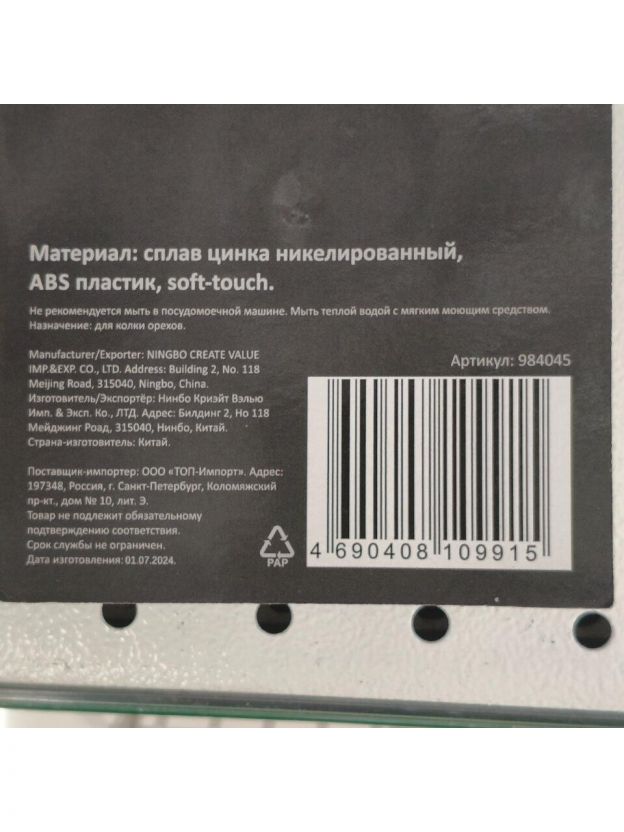 Материал: сплав цинка никелированный,
ABS пластик, soft-touch.
Не рекомендуется мыть в посудомоечной машине. Мыть теплой водой с мягким моющим средством.
Назначение: для колки орехов.
Manufacturer/Exporter: NINGBO CREATE VALUE
IMP.&EXP. CO., LTD. Address: Building 2, No. 118
Meijing Road, 315040, Ningbo, China.
Изготовитель/Экспортёр: Нинбо Криэйт Вэлью
Имп. & Эксп. Ко., ЛТД. Адрес: Билдинг 2, Но 118
Мейджинг Роад, 315040, Нинбо, Китай.
Страна-изготовитель: Китай.
Поставщик-импортер: ООО «ТОП-Импорт». Адрес:
197348, Россия, г. Санкт-Петербург, Коломяжский
пр-кт., дом № 10, лит. Э.
Товар не подлежит обязательному
подтверждению соответствия.
Срок службы не ограничен.
Дата изготовления: 01.07.2024.
PAP
Артикул: 984045
4 690408 109915